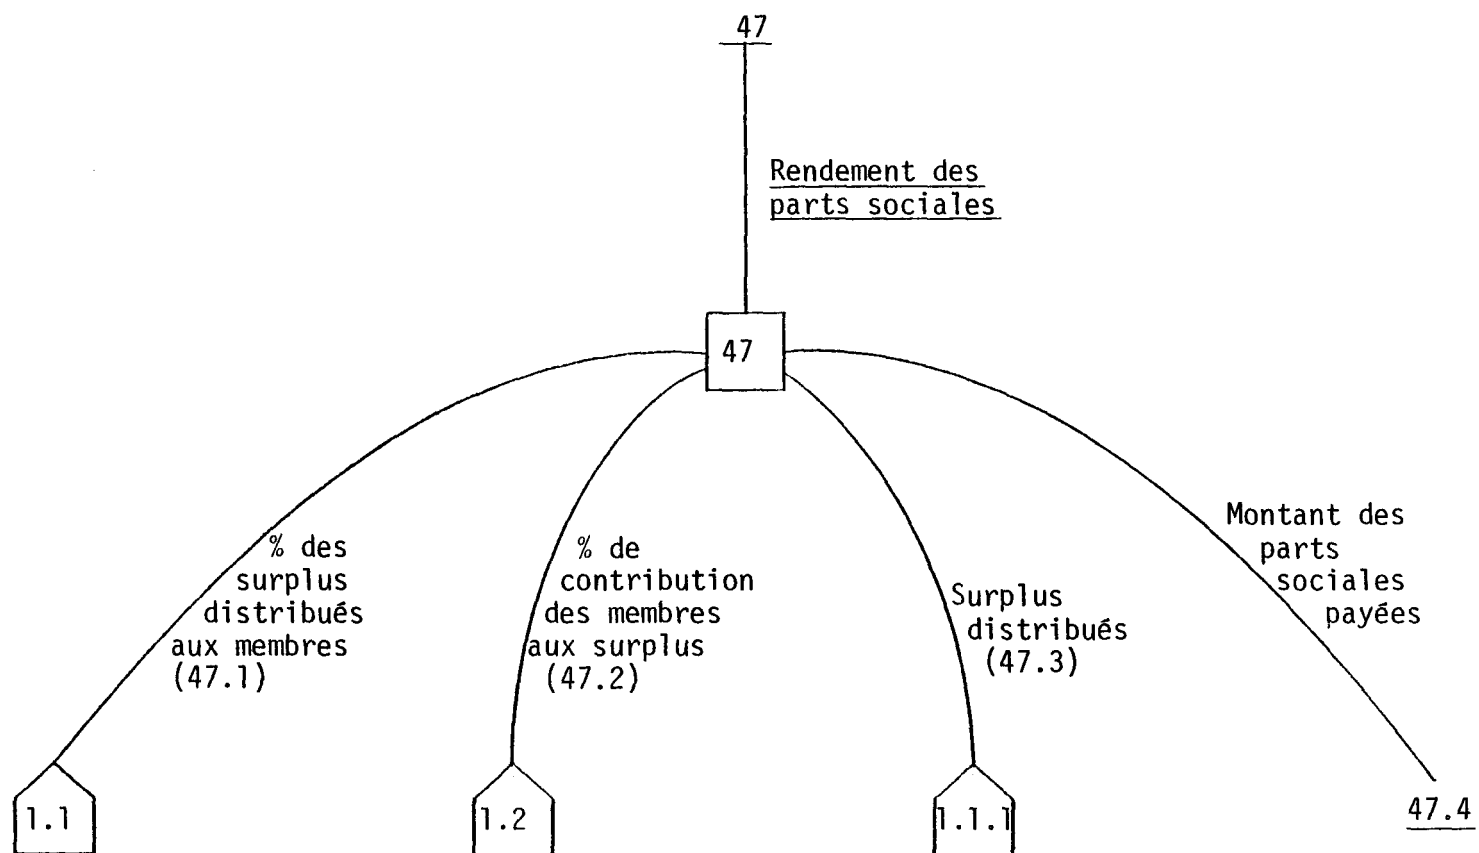 47
Rendement des
parts sociales
47
% des
surplus
distribués
aux membres
(47.1)
% de
contribution
des membres
aux surplus
(47.2)
Surplus
distribués
(47.3)
Montant des
parts
sociales
payées
1.1
1.2
1.1.1
47.4